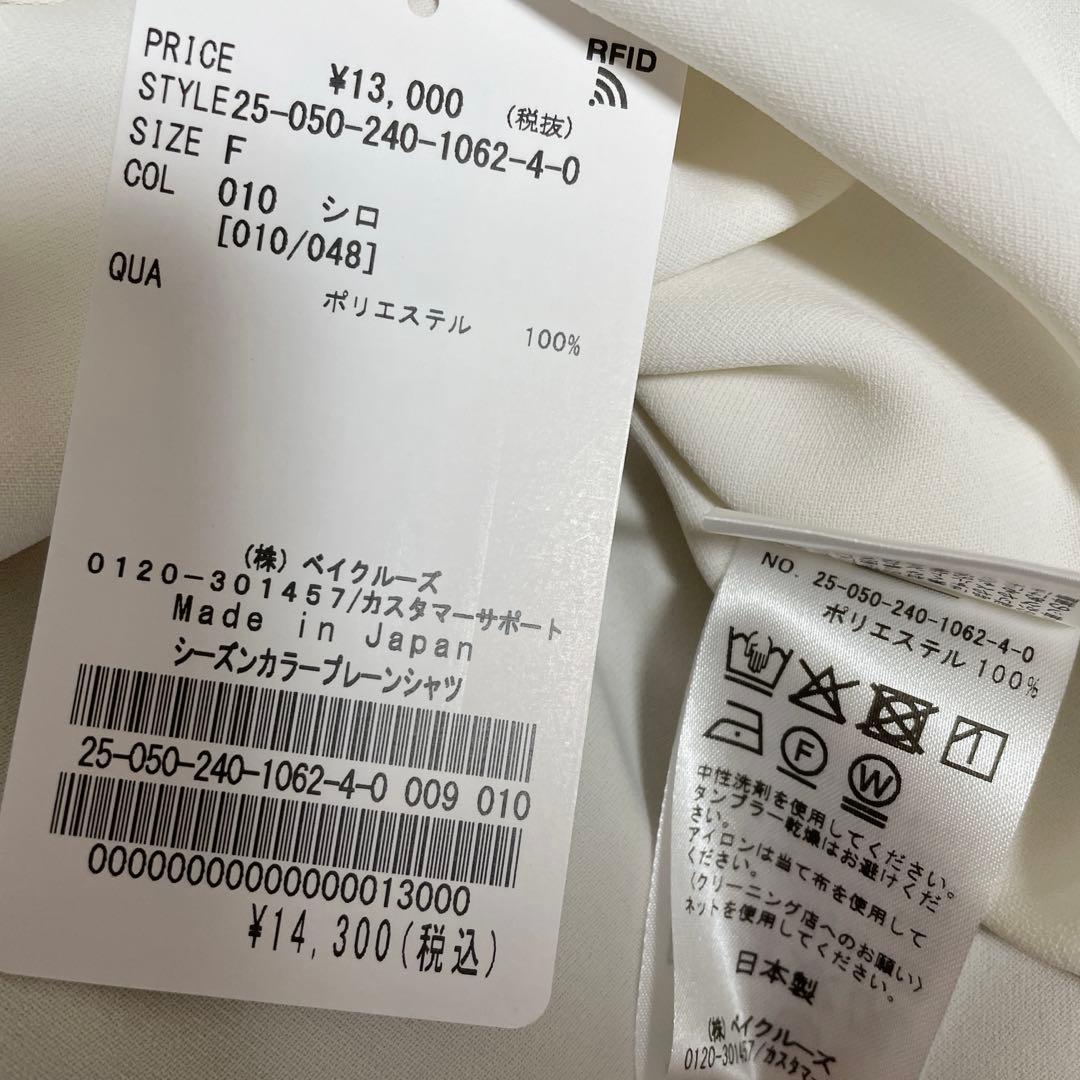 PRICE ¥13,000 (税抜)
RFID
STYLE25-050-240-1062-4-0
SIZE F
COL 010 シロ
[010/048]
QUA
ポリエステル 100%
(株) ベイクルーズ
0120-301457/カスタマーサポート
Made in Japan
シーズンカラープレーンシャツ
25-050-240-1062-4-0 009 010
0000000000000013000
¥14,300(税込)
NO. 25-050-240-1062-4-0
ポリエステル 100%
F
W
中性洗剤を使用してください。
タンブラー乾燥はお避けくだ
さい。
アイロンは当て布を使用して
ください。
(クリーニング店へのお願い)
ネットを使用してください。
日本製
(株)ベイクルーズ
0120-301457/カスタマー